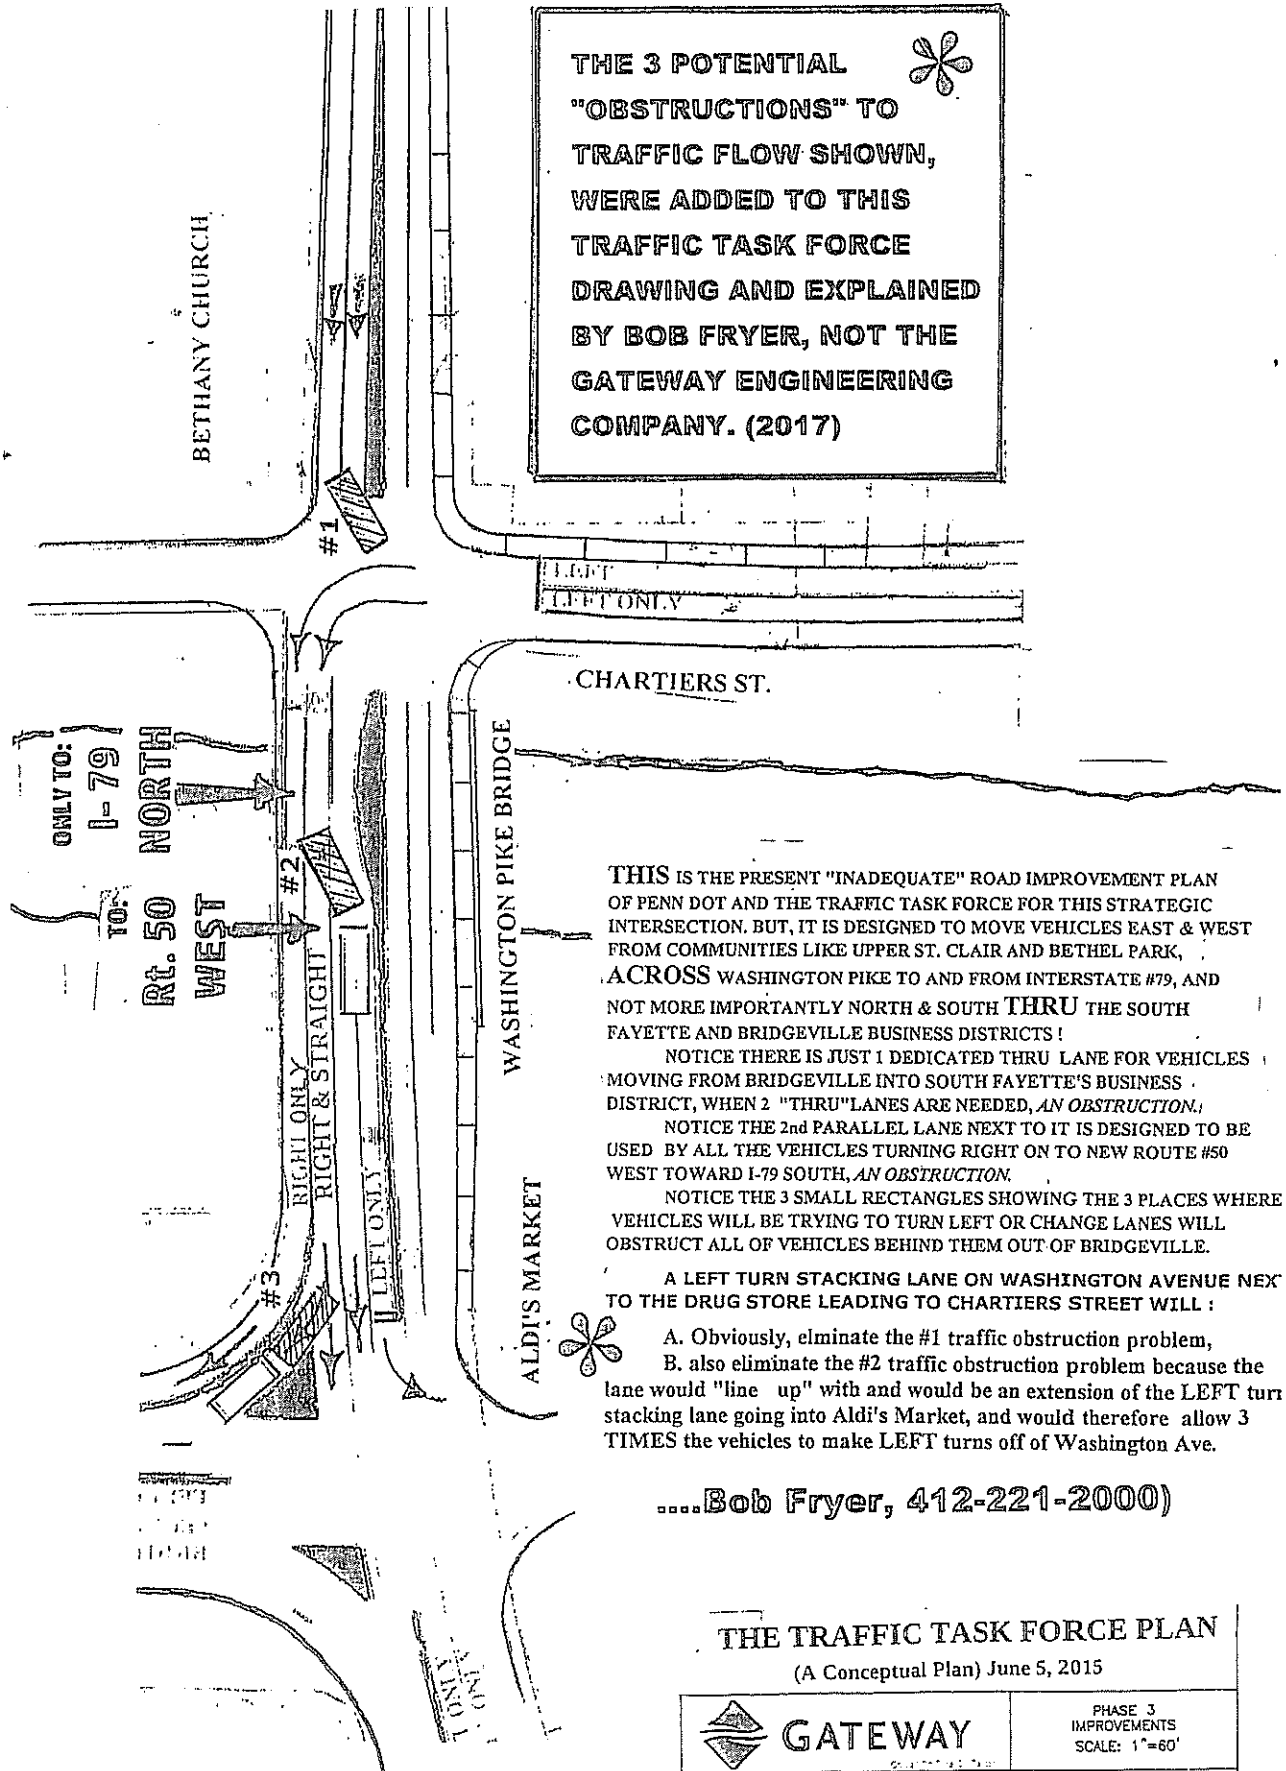 THE 3 POTENTIAL
"OBSTRUCTIONS" TO
TRAFFIC FLOW SHOWN,
WERE ADDED TO THIS
TRAFFIC TASK FORCE
DRAWING AND EXPLAINED
BY BOB FRYER, NOT THE
GATEWAY ENGINEERING
COMPANY. (2017)
BETHANY CHURCH
#1
LEFT
LEFT ONLY
CHARTIERS ST.
ONLY TO:
I-79
NORTH
TO:
Rt. 50
WEST
#2
WASHINGTON PIKE BRIDGE
RIGHT ONLY
RIGHT & STRAIGHT
LEFT ONLY
#3
ALDI'S MARKET
THIS IS THE PRESENT "INADEQUATE" ROAD IMPROVEMENT PLAN
OF PENN DOT AND THE TRAFFIC TASK FORCE FOR THIS STRATEGIC
INTERSECTION. BUT, IT IS DESIGNED TO MOVE VEHICLES EAST & WEST
FROM COMMUNITIES LIKE UPPER ST. CLAIR AND BETHEL PARK,
ACROSS WASHINGTON PIKE TO AND FROM INTERSTATE #79, AND
NOT MORE IMPORTANTLY NORTH & SOUTH THRU THE SOUTH
FAYETTE AND BRIDGEVILLE BUSINESS DISTRICTS !
NOTICE THERE IS JUST 1 DEDICATED THRU LANE FOR VEHICLES
MOVING FROM BRIDGEVILLE INTO SOUTH FAYETTE'S BUSINESS
DISTRICT, WHEN 2 "THRU"LANES ARE NEEDED, AN OBSTRUCTION.
NOTICE THE 2nd PARALLEL LANE NEXT TO IT IS DESIGNED TO BE
USED BY ALL THE VEHICLES TURNING RIGHT ON TO NEW ROUTE #50
WEST TOWARD I-79 SOUTH, AN OBSTRUCTION.
NOTICE THE 3 SMALL RECTANGLES SHOWING THE 3 PLACES WHERE
VEHICLES WILL BE TRYING TO TURN LEFT OR CHANGE LANES WILL
OBSTRUCT ALL OF VEHICLES BEHIND THEM OUT OF BRIDGEVILLE.
A LEFT TURN STACKING LANE ON WASHINGTON AVENUE NEX
TO THE DRUG STORE LEADING TO CHARTIERS STREET WILL :
A. Obviously, elminate the #1 traffic obstruction problem,
B. also eliminate the #2 traffic obstruction problem because the
lane would "line up" with and would be an extension of the LEFT turn
stacking lane going into Aldi's Market, and would therefore allow 3
TIMES the vehicles to make LEFT turns off of Washington Ave.
....Bob Fryer, 412-221-2000)
THE TRAFFIC TASK FORCE PLAN
(A Conceptual Plan) June 5, 2015
GATEWAY
PHASE 3
IMPROVEMENTS
SCALE: 1"=60'